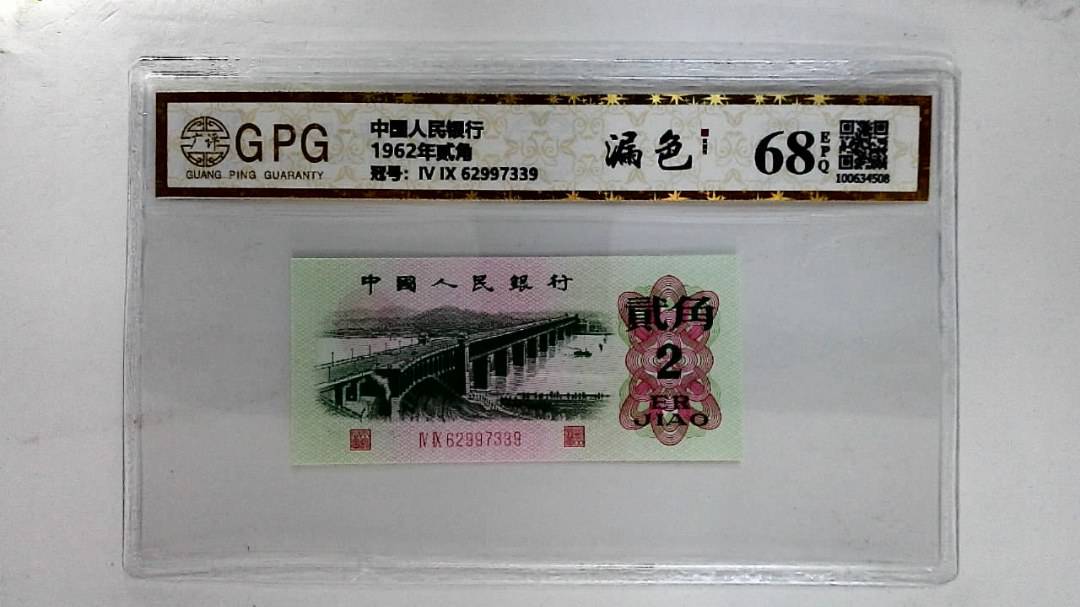 GPG
GUANG PING GUARANTY
中国人民银行
1962年贰角
冠号: IV IX 62997339
漏色
68
EPQ
100634508
中國人民銀行
貳角
2
ER
JIAO
IV IX 62997339